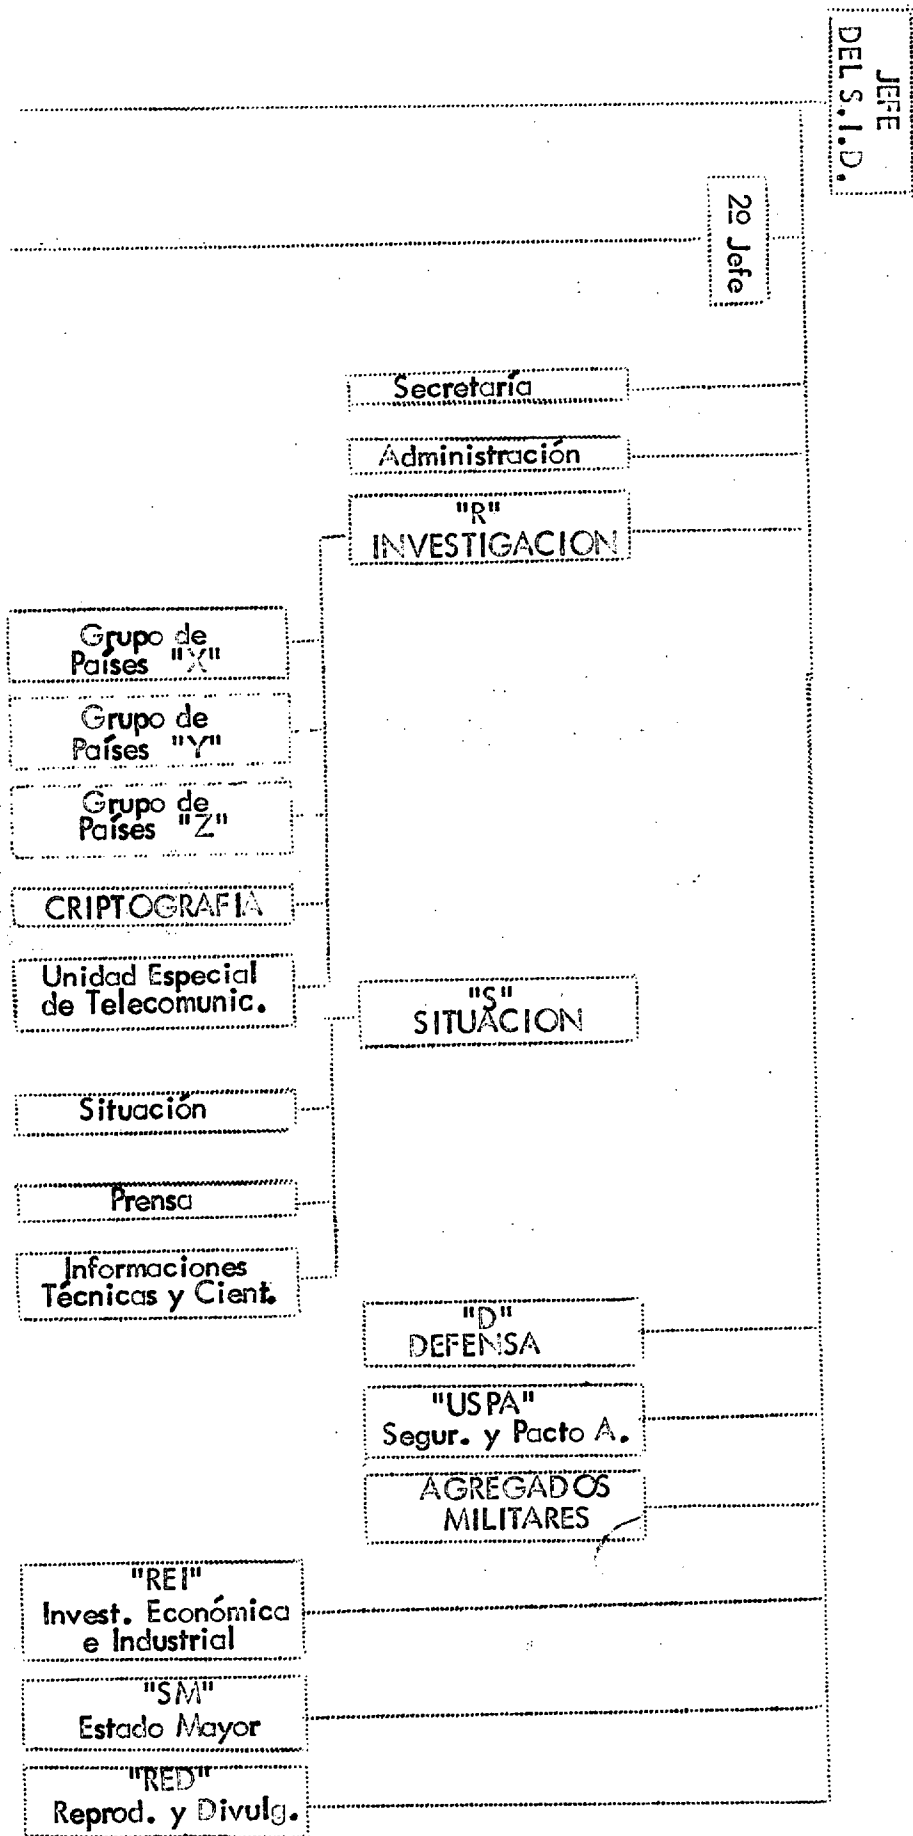 JEFE
DEL S.I.D.
2º Jefe
Secretaría
Administración
"R"
INVESTIGACION
Grupo de
Países "X"
Grupo de
Países "Y"
Grupo de
Países "Z"
CRIPTOGRAFIA
Unidad Especial
de Telecomunic.
"S"
SITUACION
Situación
Prensa
Informaciones
Técnicas y Cient.
"D"
DEFENSA
"USPA"
Segur. y Pacto A.
AGREGADOS
MILITARES
"REI"
Invest. Económica
e Industrial
"SM"
Estado Mayor
"RED"
Reprod. y Divulg.